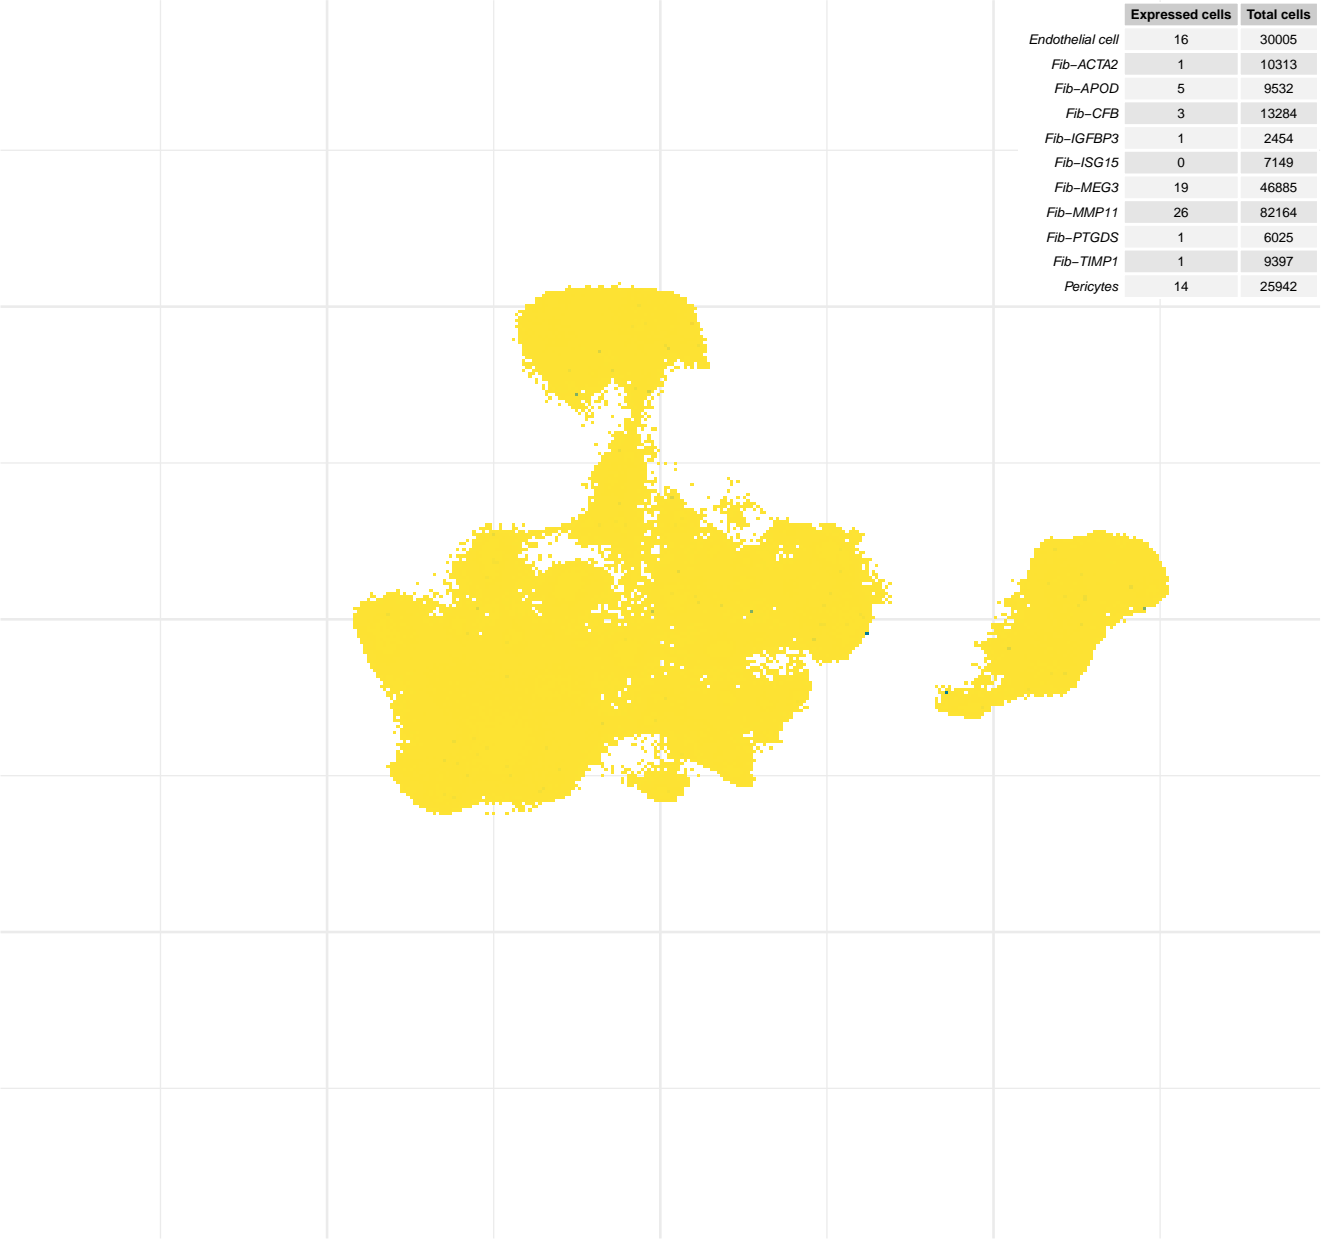 Expressed cells Total cells
Endothelial cell 16 30005
Fib−ACTA2 1 10313
Fib−APOD 5 9532
Fib−CFB 3 13284
Fib−IGFBP3 1 2454
Fib−ISG15 0 7149
Fib−MEG3 19 46885
Fib−MMP11 26 82164
Fib−PTGDS 1 6025
Fib−TIMP1 1 9397
Pericytes 14 25942